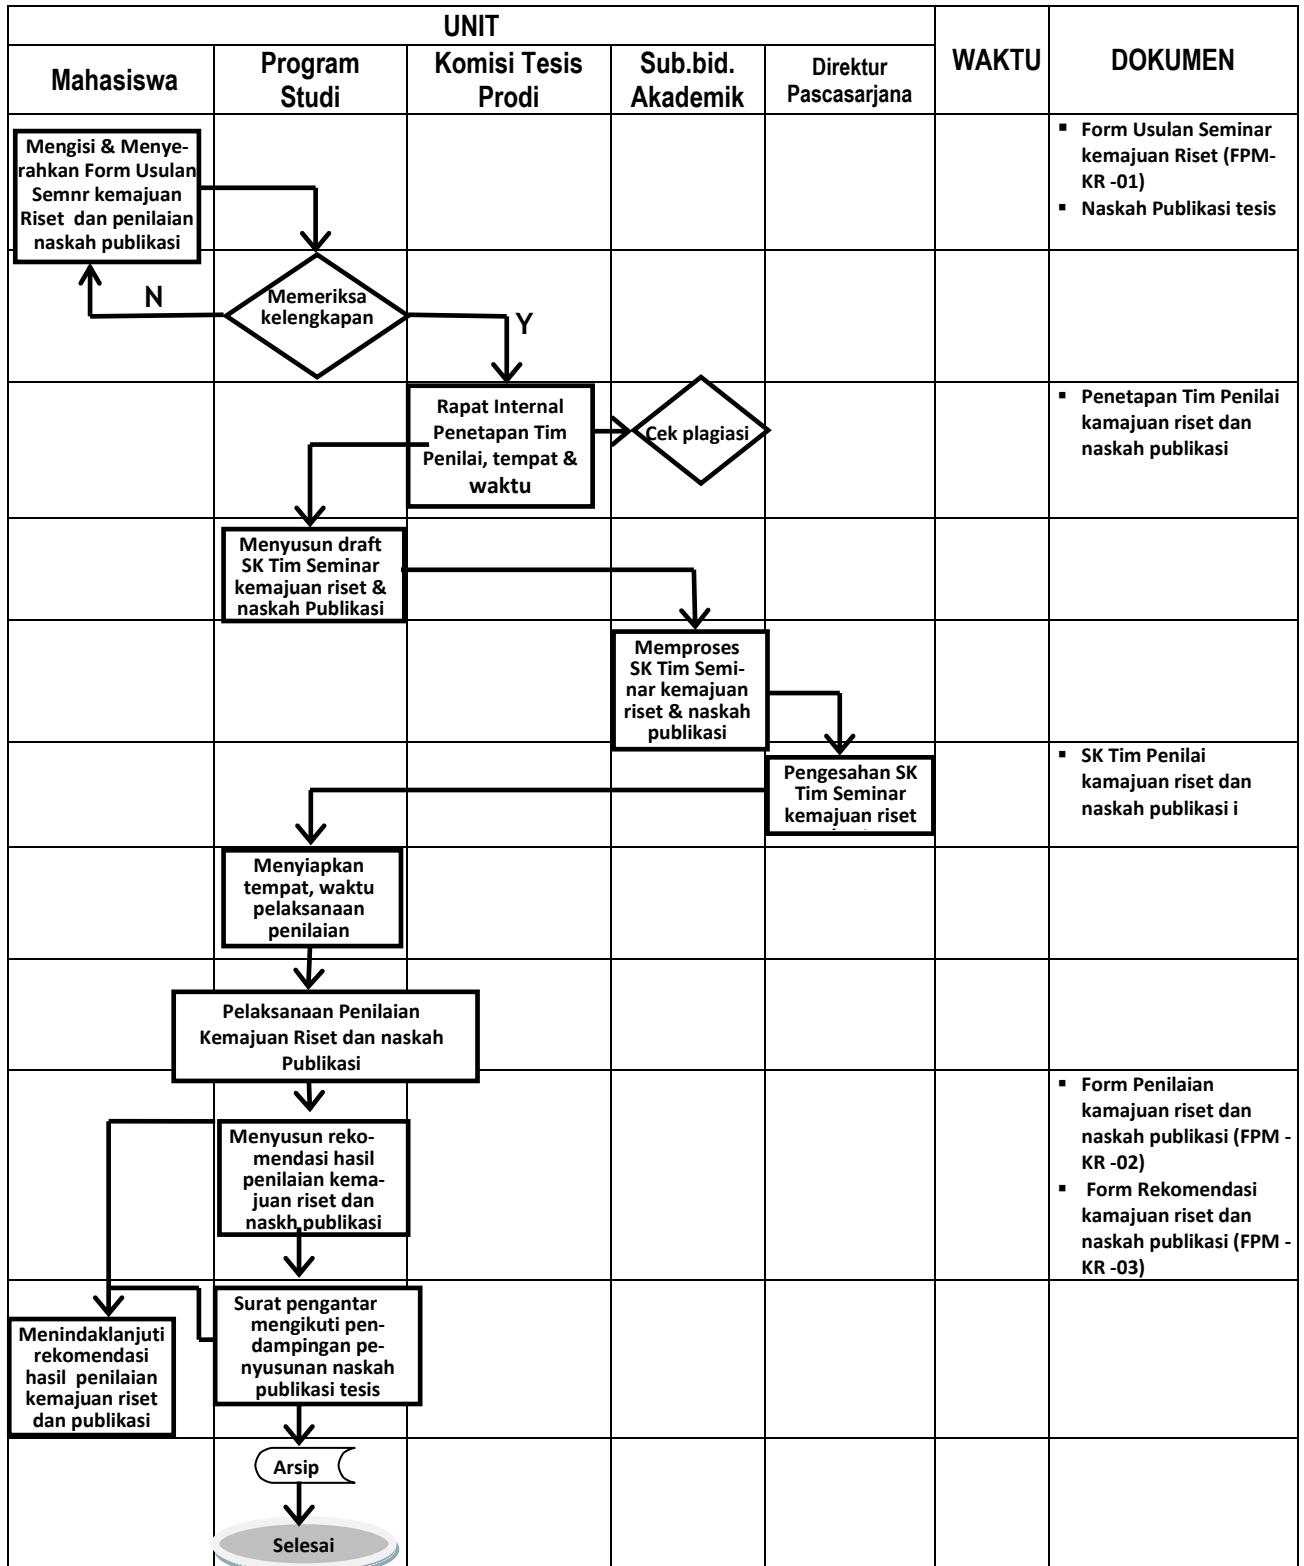 UNIT
WAKTU
DOKUMEN
Mahasiswa
Program
Studi
Komisi Tesis
Prodi
Sub.bid.
Akademik
Direktur
Pascasarjana
Mengisi & Menye-
rahkan Form Usulan
Semnr kemajuan
Riset dan penilaian
naskah publikasi
▪ Form Usulan Seminar
kemajuan Riset (FPM-
KR -01)
▪ Naskah Publikasi tesis
N
Memeriksa
kelengkapan
Y
Rapat Internal
Penetapan Tim
Penilai, tempat &
waktu
Cek plagiasi
▪ Penetapan Tim Penilai
kamajuan riset dan
naskah publikasi
Menyusun draft
SK Tim Seminar
kemajuan riset &
naskah Publikasi
Memproses
SK Tim Semi-
nar kemajuan
riset & naskah
publikasi
Pengesahan SK
Tim Seminar
kemajuan riset
▪ SK Tim Penilai
kamajuan riset dan
naskah publikasi i
Menyiapkan
tempat, waktu
pelaksanaan
penilaian
Pelaksanaan Penilaian
Kemajuan Riset dan naskah
Publikasi
Menyusun reko-
mendasi hasil
penilaian kema-
juan riset dan
naskh publikasi
▪ Form Penilaian
kamajuan riset dan
naskah publikasi (FPM -
KR -02)
▪ Form Rekomendasi
kamajuan riset dan
naskah publikasi (FPM -
KR -03)
Menindaklanjuti
rekomendasi
hasil penilaian
kemajuan riset
dan publikasi
Surat pengantar
mengikuti pen-
dampingan pe-
nyusunan naskah
publikasi tesis
Arsip
Selesai